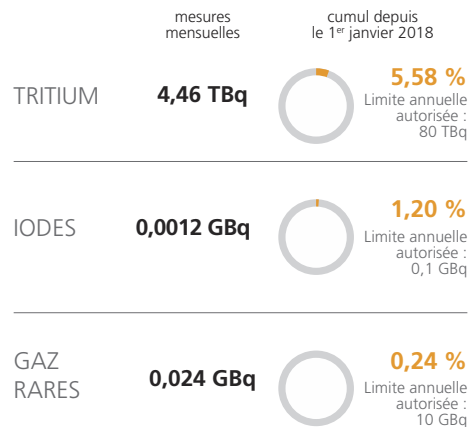 mesures
mensuelles
cumul depuis
le 1er janvier 2018
TRITIUM
4,46 TBq
5,58 %
Limite annuelle
autorisée :
80 TBq
IODES
0,0012 GBq
1,20 %
Limite annuelle
autorisée :
0,1 GBq
GAZ
RARES
0,024 GBq
0,24 %
Limite annuelle
autorisée :
10 GBq